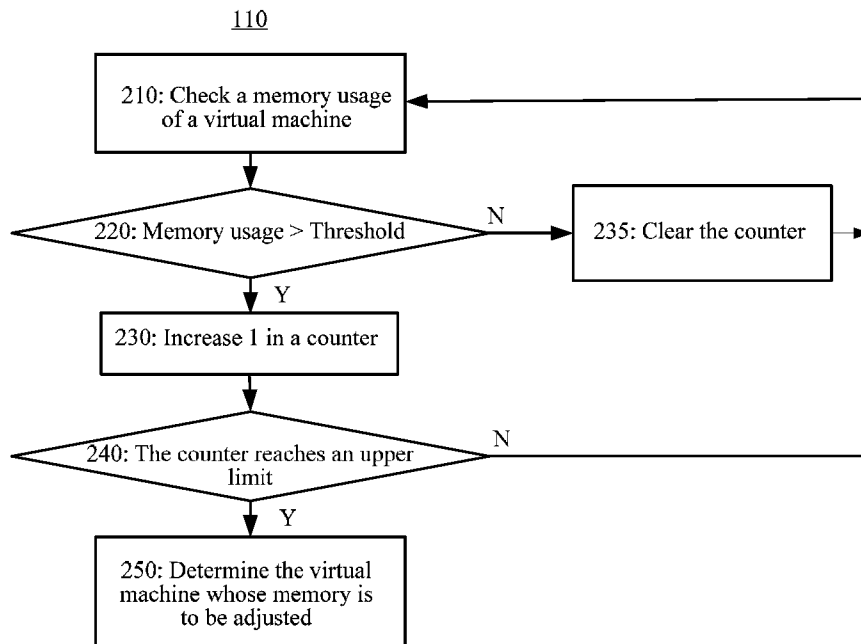 110
210: Check a memory usage
of a virtual machine
220: Memory usage > Threshold
N
235: Clear the counter
Y
230: Increase 1 in a counter
240: The counter reaches an upper
limit
N
Y
250: Determine the virtual
machine whose memory is
to be adjusted